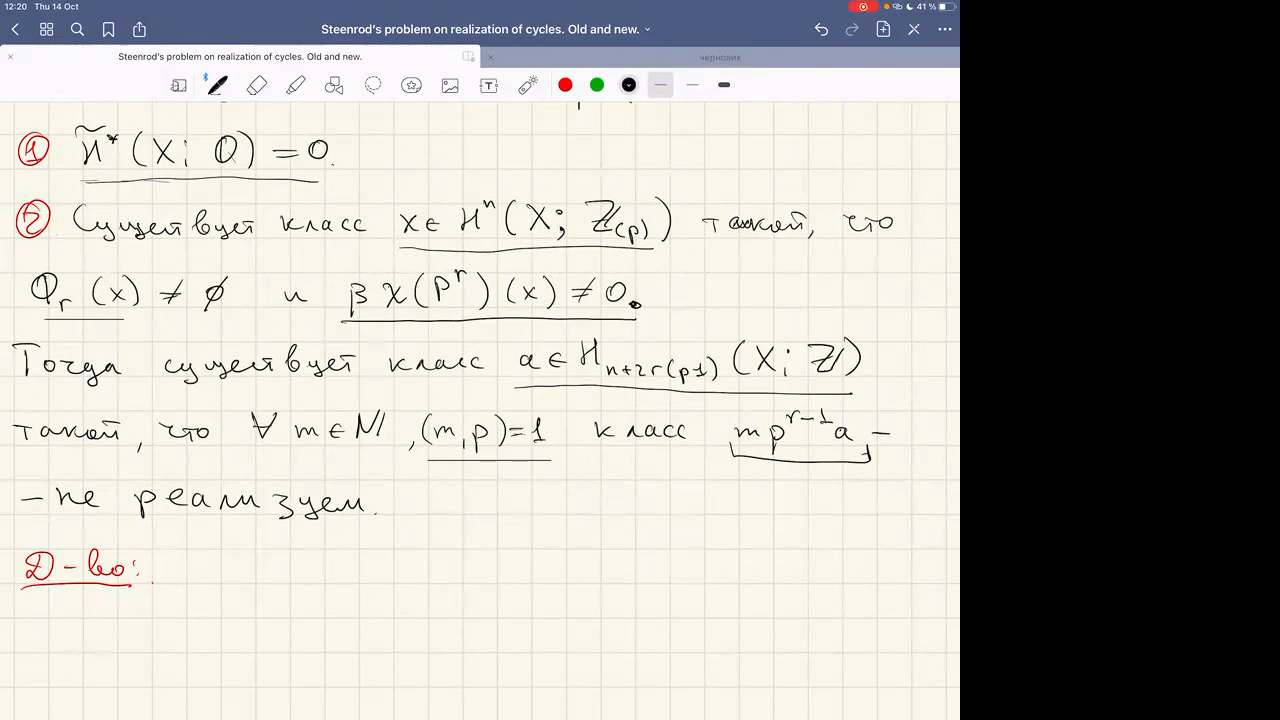 12:20 Thu 14 Oct 41 %
Steenrod's problem on realization of cycles. Old and new.
Steenrod's problem on realization of cycles. Old and new.
черновик
① H̃*(X; Q) = 0.
② Существует класс x ∈ Hⁿ(X; ℤ₍ₚ₎) такой, что
Φᵣ(x) ≠ ∅ и βχ(Pʳ)(x) ≠ 0.
Тогда существует класс a ∈ H_{n+2r(p-1)}(X; ℤ)
такой, что ∀ m ∈ ℕ, (m,p)=1 класс mpʳ⁻¹a –
– не реализуем.
Д-во: